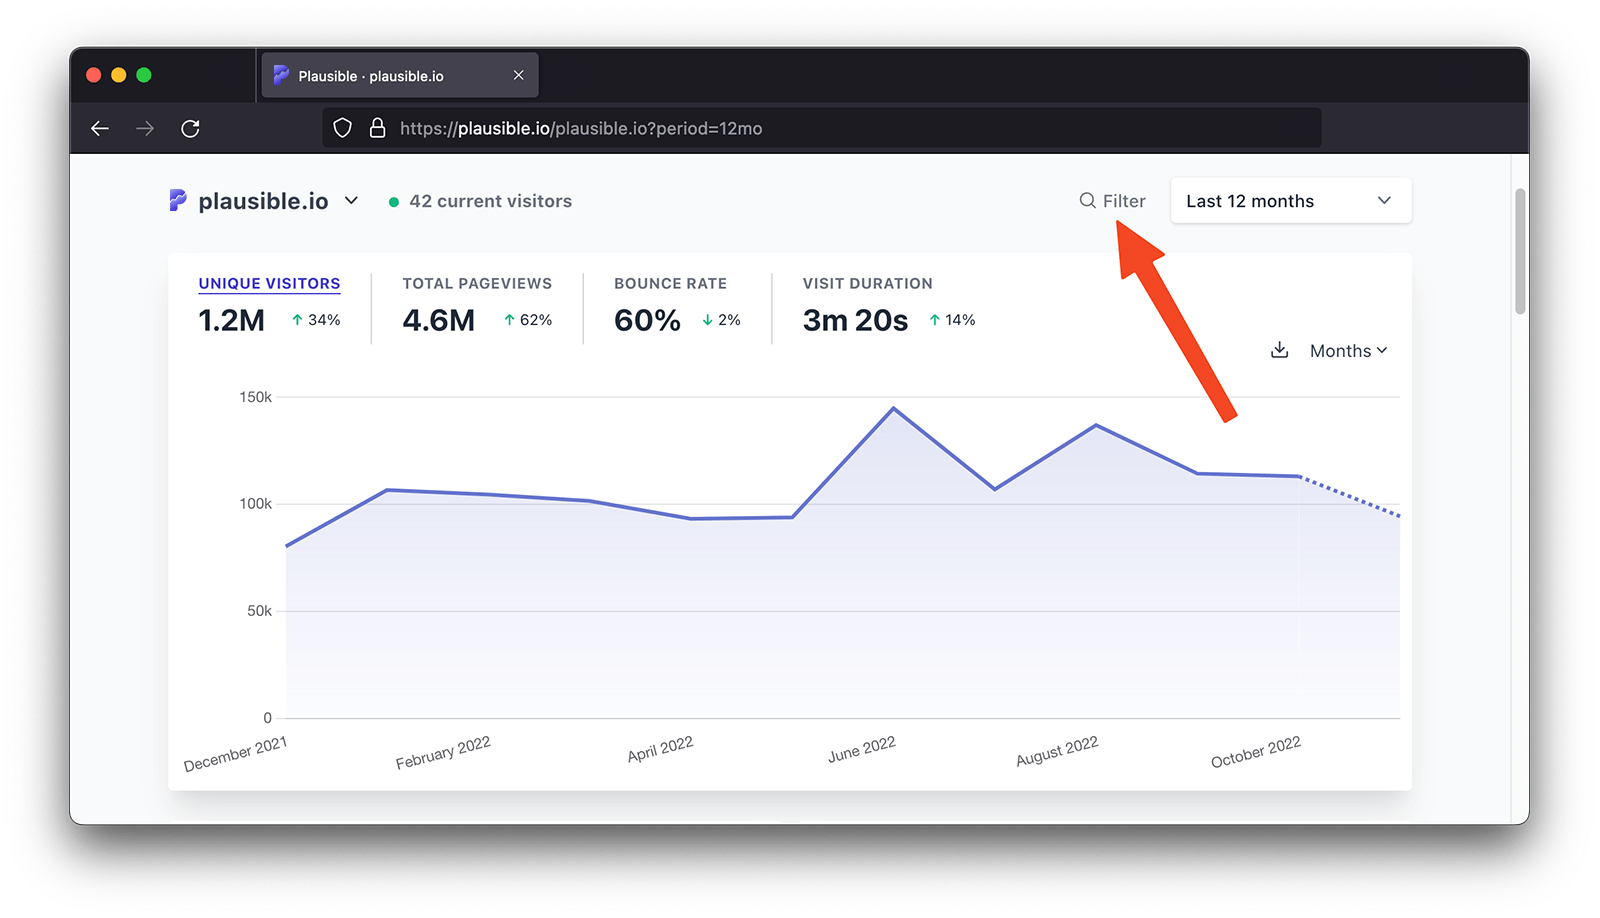 Plausible · plausible.io
https://plausible.io/plausible.io?period=12mo
plausible.io
42 current visitors
Filter
Last 12 months
UNIQUE VISITORS
1.2M 34%
TOTAL PAGEVIEWS
4.6M 62%
BOUNCE RATE
60% 2%
VISIT DURATION
3m 20s 14%
Months
150k
100k
50k
0
December 2021
February 2022
April 2022
June 2022
August 2022
October 2022